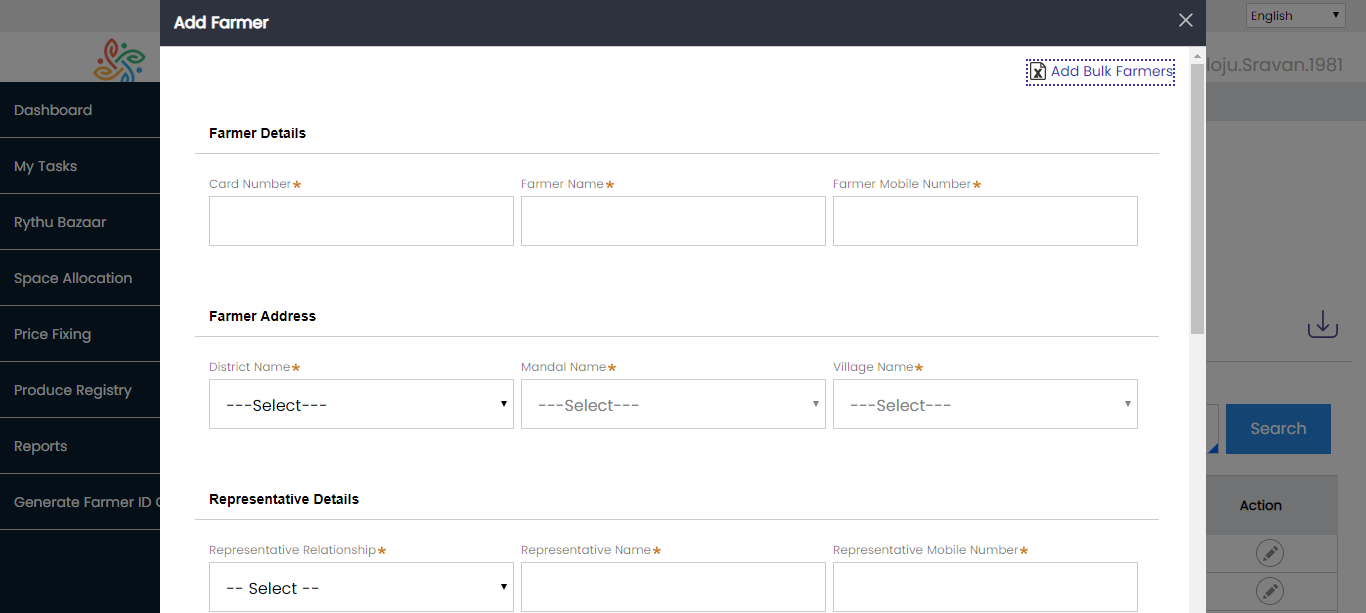 Add Farmer
English
loju.Sravan.1981
Add Bulk Farmers
Dashboard
My Tasks
Rythu Bazaar
Space Allocation
Price Fixing
Produce Registry
Reports
Generate Farmer ID
Farmer Details
Card Number* Farmer Name* Farmer Mobile Number*
Farmer Address
District Name* Mandal Name* Village Name*
---Select--- ---Select--- ---Select---
Representative Details
Representative Relationship* Representative Name* Representative Mobile Number*
-- Select --
Search
Action